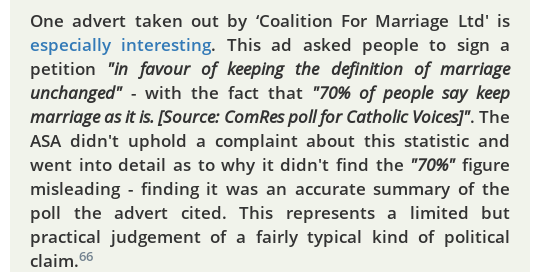 One advert taken out by ‘Coalition For Marriage Ltd' is
especially interesting. This ad asked people to sign a
petition "in favour of keeping the definition of marriage
unchanged" - with the fact that "70% of people say keep
marriage as it is. [Source: ComRes poll for Catholic Voices]". The
ASA didn't uphold a complaint about this statistic and
went into detail as to why it didn't find the "70%" figure
misleading - finding it was an accurate summary of the
poll the advert cited. This represents a limited but
practical judgement of a fairly typical kind of political
claim.66